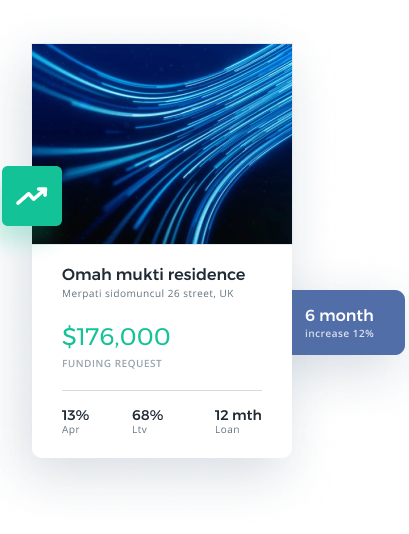 Omah mukti residence
Merpati sidomuncul 26 street, UK
$176,000
FUNDING REQUEST
13%
Apr
68%
Ltv
12 mth
Loan
6 month
increase 12%